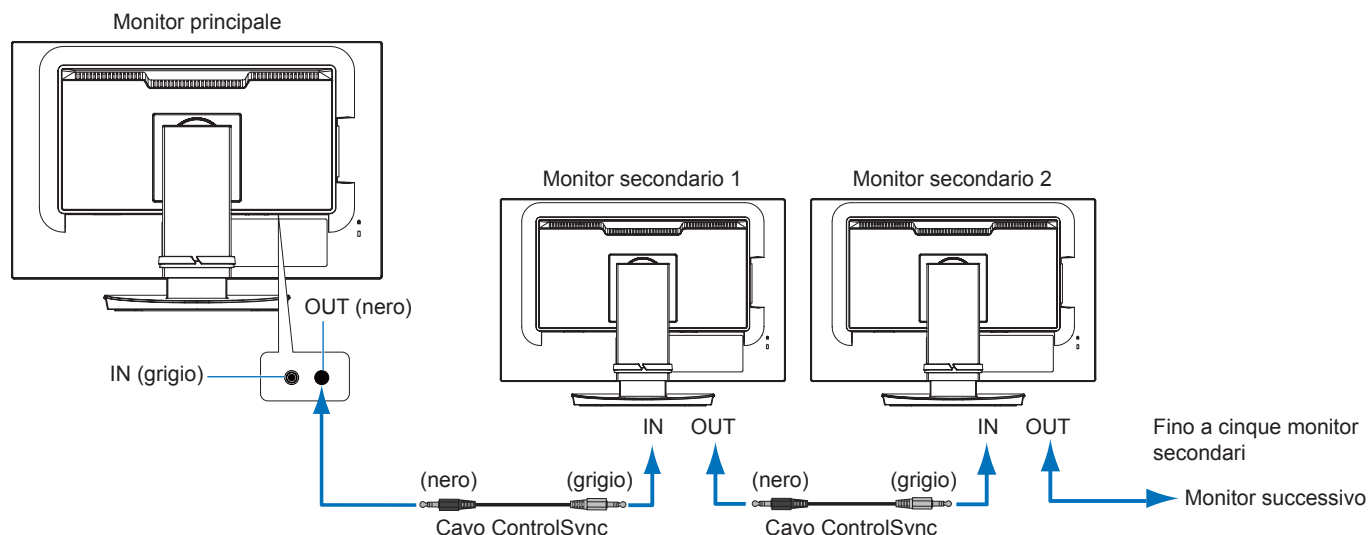 Monitor principale
Monitor secondario 1
Monitor secondario 2
OUT (nero)
IN (grigio)
IN
OUT
IN
OUT
Fino a cinque monitor
secondari
(nero)
(grigio)
(nero)
(grigio)
Monitor successivo
Cavo ControlSync
Cavo ControlSync